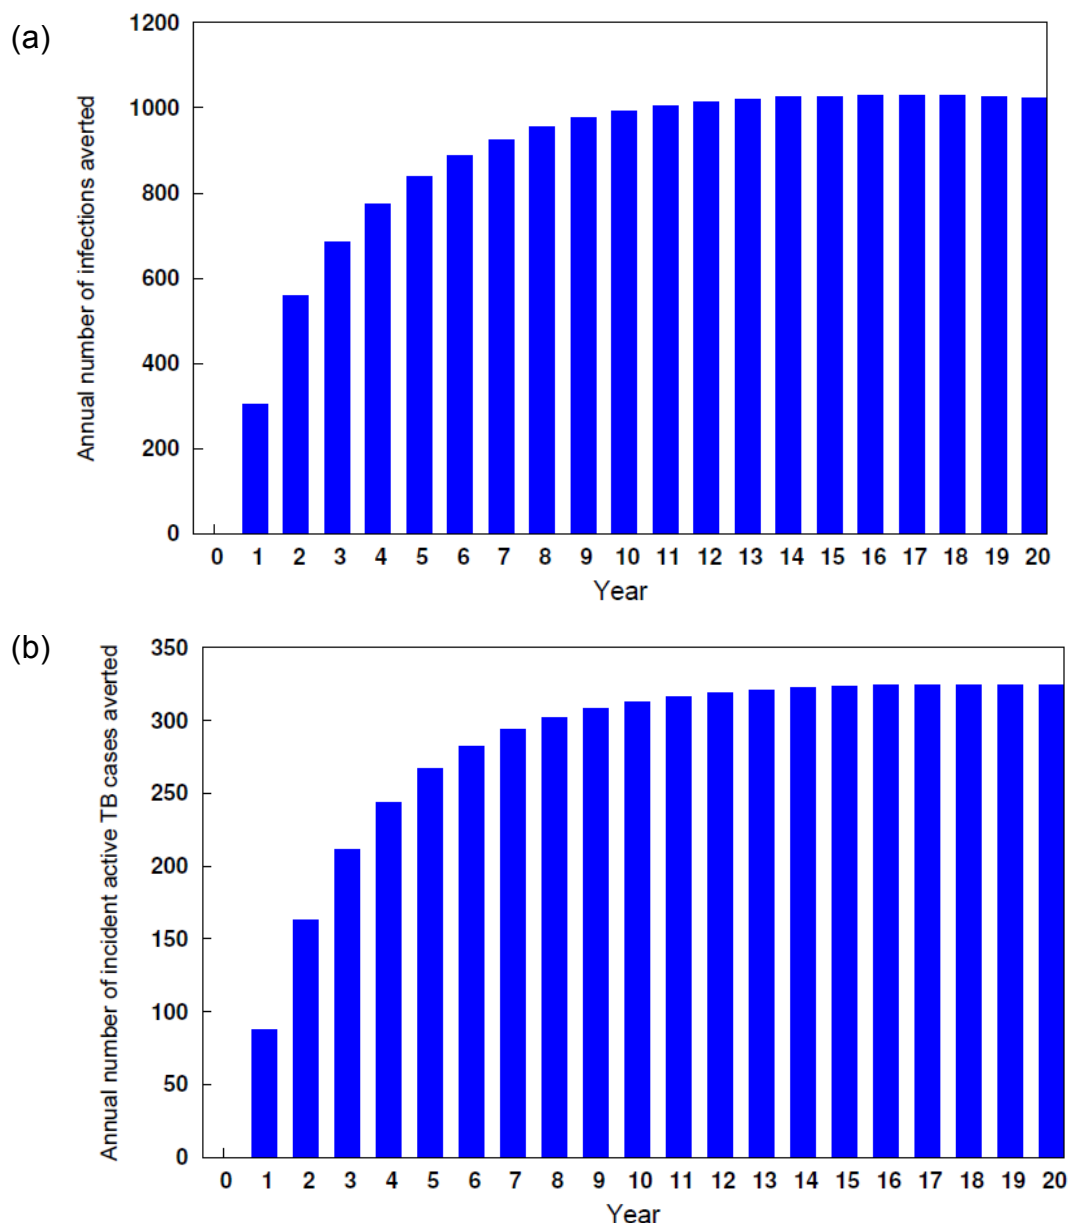 (a)
Annual number of infections averted
1200
1000
800
600
400
200
0
0 1 2 3 4 5 6 7 8 9 10 11 12 13 14 15 16 17 18 19 20
Year
(b)
Annual number of incident active TB cases averted
350
300
250
200
150
100
50
0
0 1 2 3 4 5 6 7 8 9 10 11 12 13 14 15 16 17 18 19 20
Year